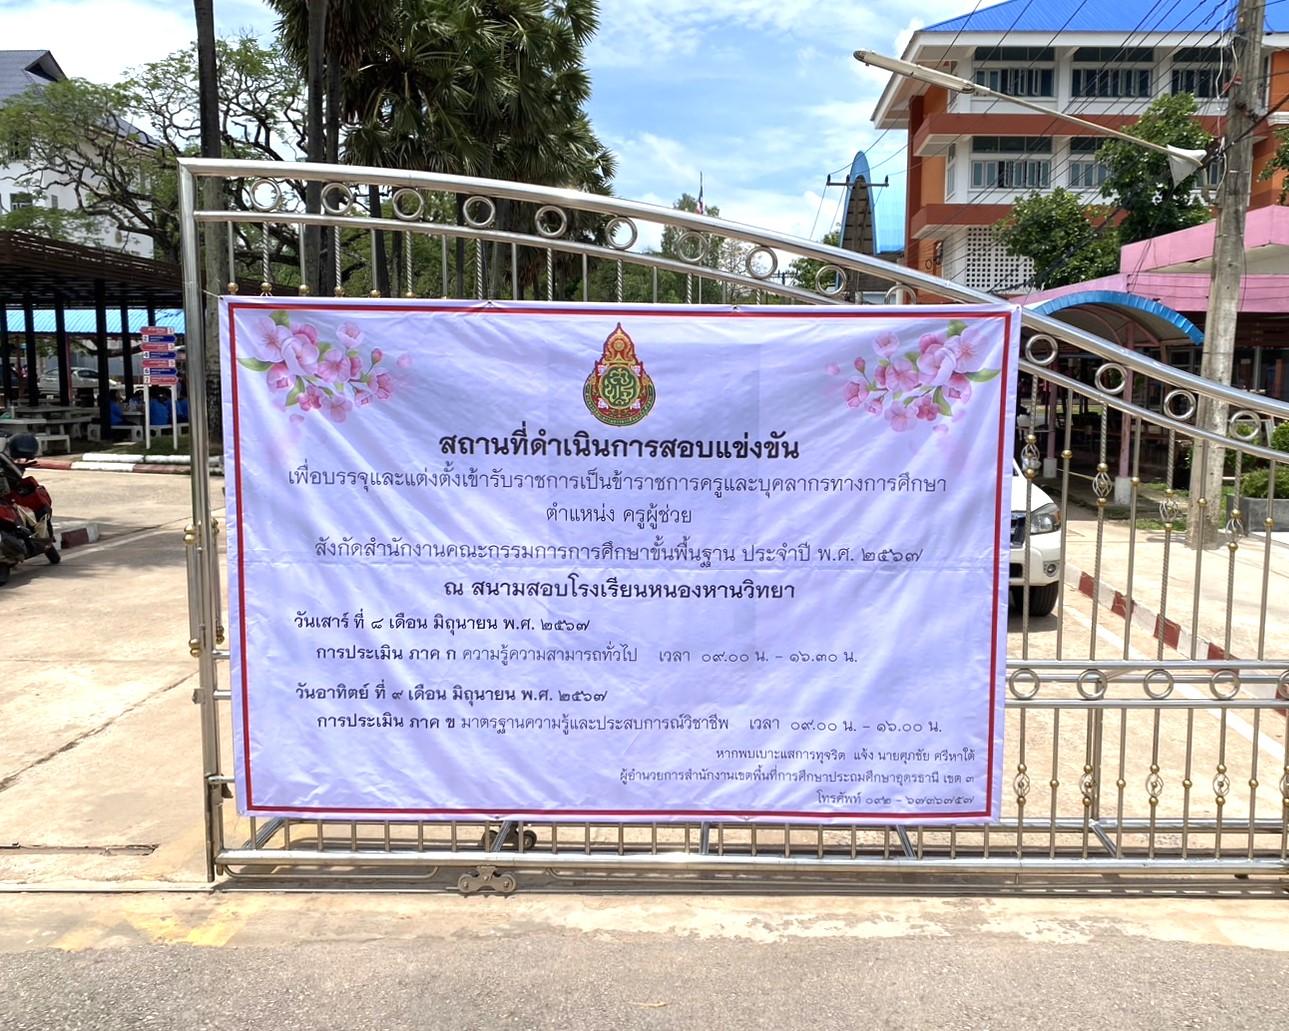 สถานที่ดำเนินการสอบแข่งขัน
เพื่อบรรจุและแต่งตั้งเข้ารับราชการเป็นข้าราชการครูและบุคลากรทางการศึกษา
ตำแหน่ง ครูผู้ช่วย
สังกัดสำนักงานคณะกรรมการการศึกษาขั้นพื้นฐาน ประจำปี พ.ศ. ๒๕๖๗
ณ สนามสอบโรงเรียนหนองหานวิทยา
วันเสาร์ ที่ ๘ เดือน มิถุนายน พ.ศ. ๒๕๖๗
การประเมิน ภาค ก ความรู้ความสามารถทั่วไป เวลา ๐๙.๐๐ น. - ๑๖.๓๐ น.
วันอาทิตย์ ที่ ๙ เดือน มิถุนายน พ.ศ. ๒๕๖๗
การประเมิน ภาค ข มาตรฐานความรู้และประสบการณ์วิชาชีพ เวลา ๐๙.๐๐ น. - ๑๖.๐๐ น.
หากพบเบาะแสการทุจริต แจ้ง นายศุภชัย ศรีหาใต้
ผู้อำนวยการสำนักงานเขตพื้นที่การศึกษาประถมศึกษาอุดรธานี เขต ๓
โทรศัพท์ ๐๙๒ -